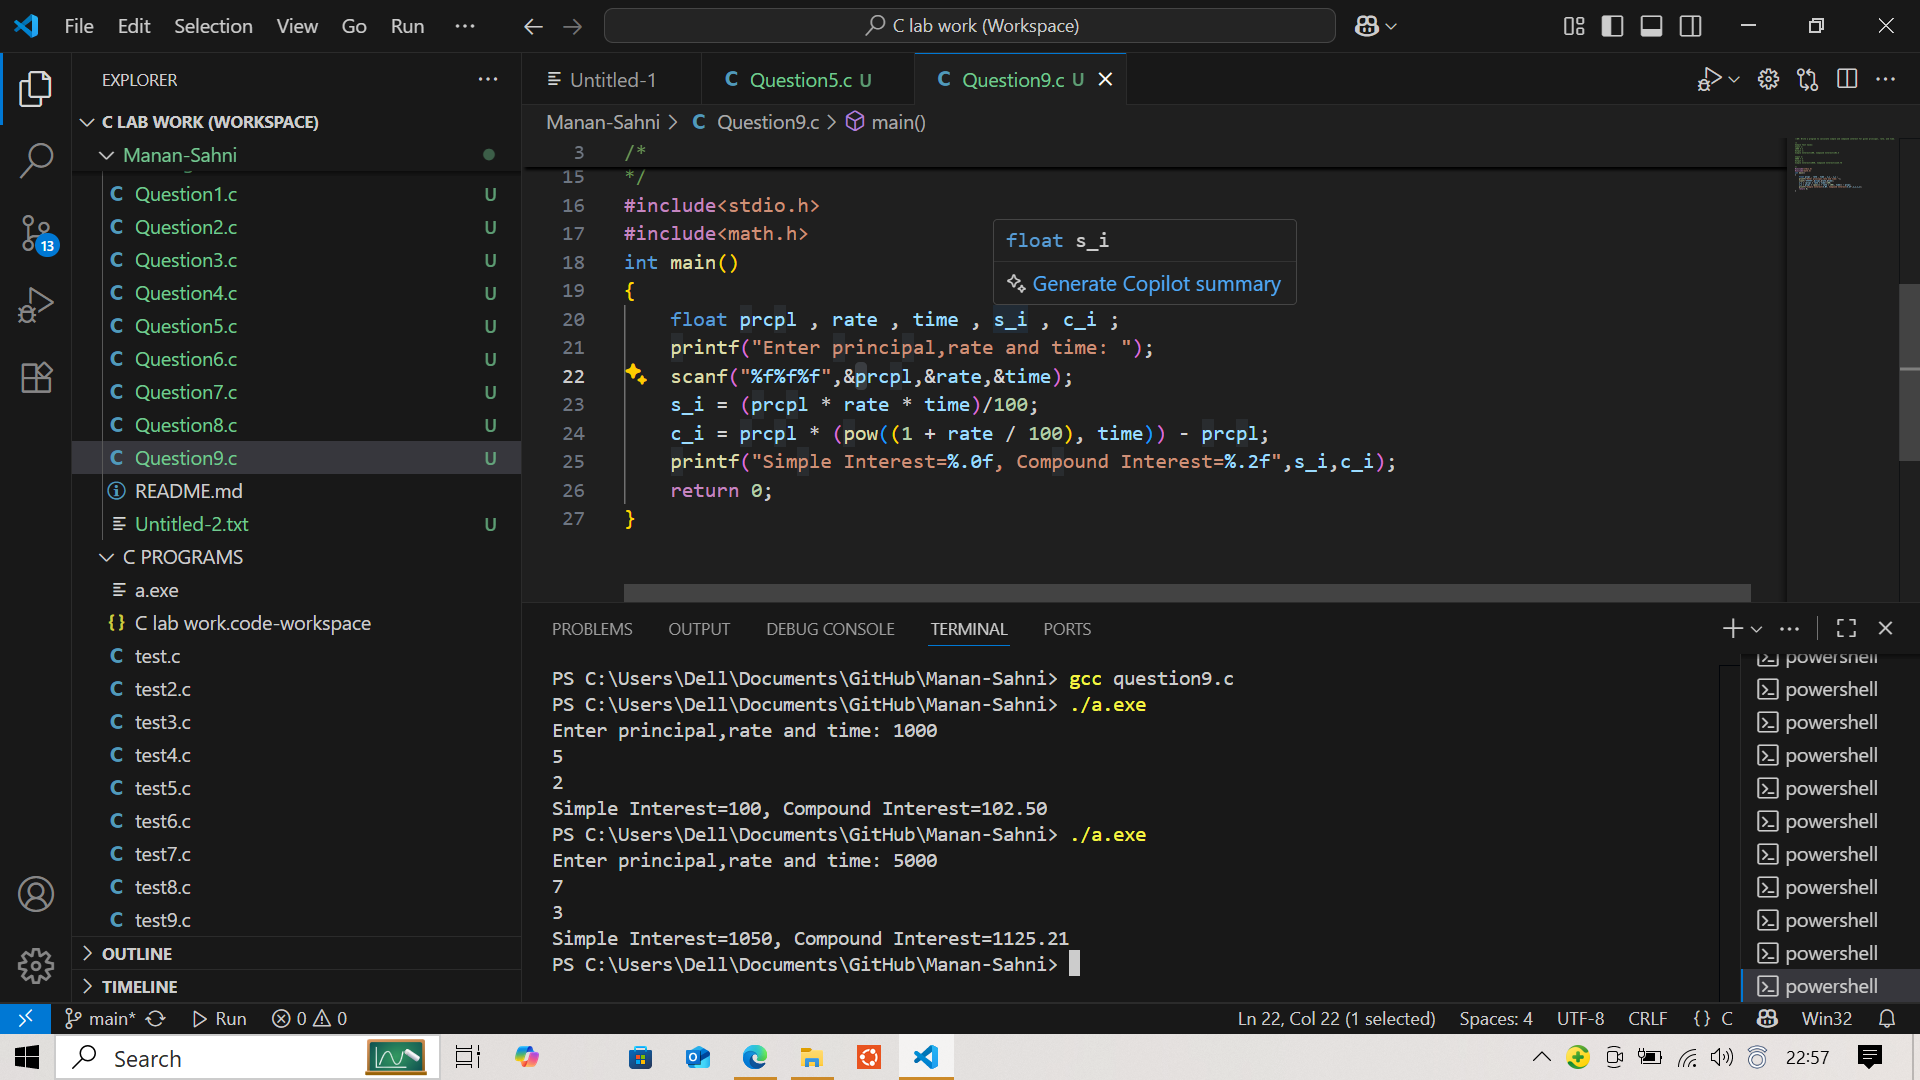 File Edit Selection View Go Run ...
C lab work (Workspace)
EXPLORER
C LAB WORK (WORKSPACE)
Manan-Sahni
C Question1.c U
C Question2.c U
C Question3.c U
C Question4.c U
C Question5.c U
C Question6.c U
C Question7.c U
C Question8.c U
C Question9.c U
README.md
Untitled-2.txt U
C PROGRAMS
a.exe
{} C lab work.code-workspace
C test.c
C test2.c
C test3.c
C test4.c
C test5.c
C test6.c
C test7.c
C test8.c
C test9.c
OUTLINE
TIMELINE
13
Untitled-1
C Question5.c U
C Question9.c U
Manan-Sahni > C Question9.c > main()
3 /*
15 */
16 #include<stdio.h>
17 #include<math.h>
18 int main()
19 {
20 float prcpl , rate , time , s_i , c_i ;
21 printf("Enter principal,rate and time: ");
22 scanf("%f%f%f",&prcpl,&rate,&time);
23 s_i = (prcpl * rate * time)/100;
24 c_i = prcpl * (pow((1 + rate / 100), time)) - prcpl;
25 printf("Simple Interest=%.0f, Compound Interest=%.2f",s_i,c_i);
26 return 0;
27 }
float s_i
Generate Copilot summary
PROBLEMS OUTPUT DEBUG CONSOLE TERMINAL PORTS
PS C:\Users\Dell\Documents\GitHub\Manan-Sahni> gcc question9.c
PS C:\Users\Dell\Documents\GitHub\Manan-Sahni> ./a.exe
Enter principal,rate and time: 1000
5
2
Simple Interest=100, Compound Interest=102.50
PS C:\Users\Dell\Documents\GitHub\Manan-Sahni> ./a.exe
Enter principal,rate and time: 5000
7
3
Simple Interest=1050, Compound Interest=1125.21
PS C:\Users\Dell\Documents\GitHub\Manan-Sahni>
powershell
powershell
powershell
powershell
powershell
powershell
powershell
powershell
powershell
powershell
powershell
main* Run 0 0
Ln 22, Col 22 (1 selected) Spaces: 4 UTF-8 CRLF {} C Win32
Search
22:57